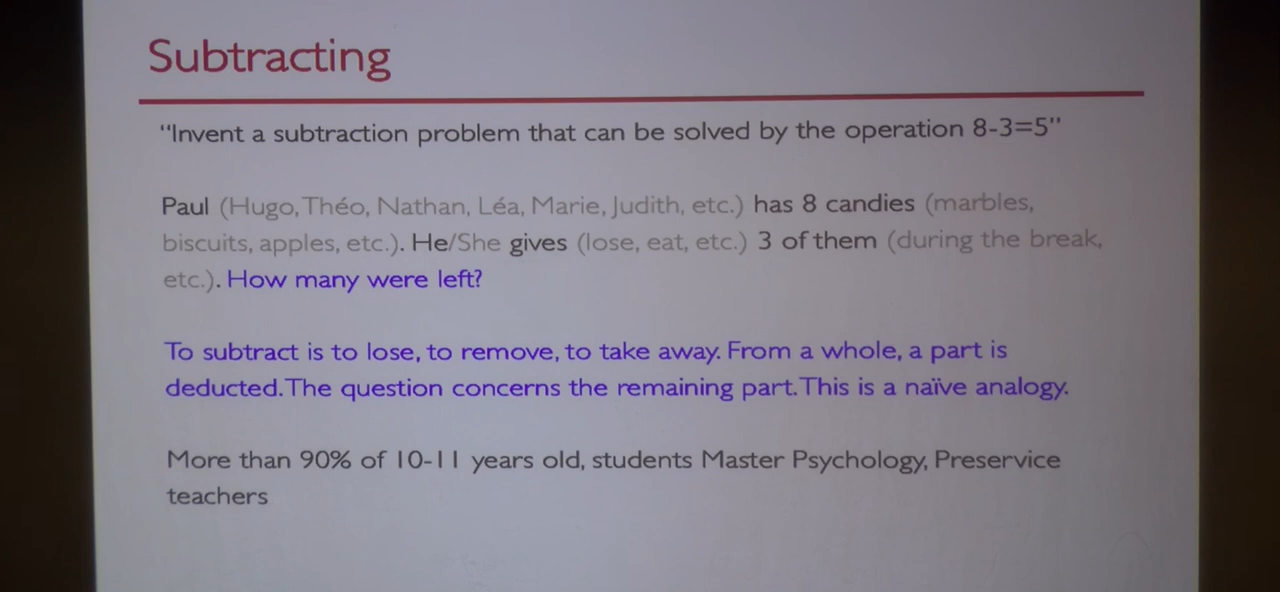 Subtracting
"Invent a subtraction problem that can be solved by the operation 8-3=5"
Paul (Hugo, Théo, Nathan, Léa, Marie, Judith, etc.) has 8 candies (marbles,
biscuits, apples, etc.). He/She gives (lose, eat, etc.) 3 of them (during the break,
etc.). How many were left?
To subtract is to lose, to remove, to take away. From a whole, a part is
deducted. The question concerns the remaining part. This is a naïve analogy.
More than 90% of 10-11 years old, students Master Psychology, Preservice
teachers